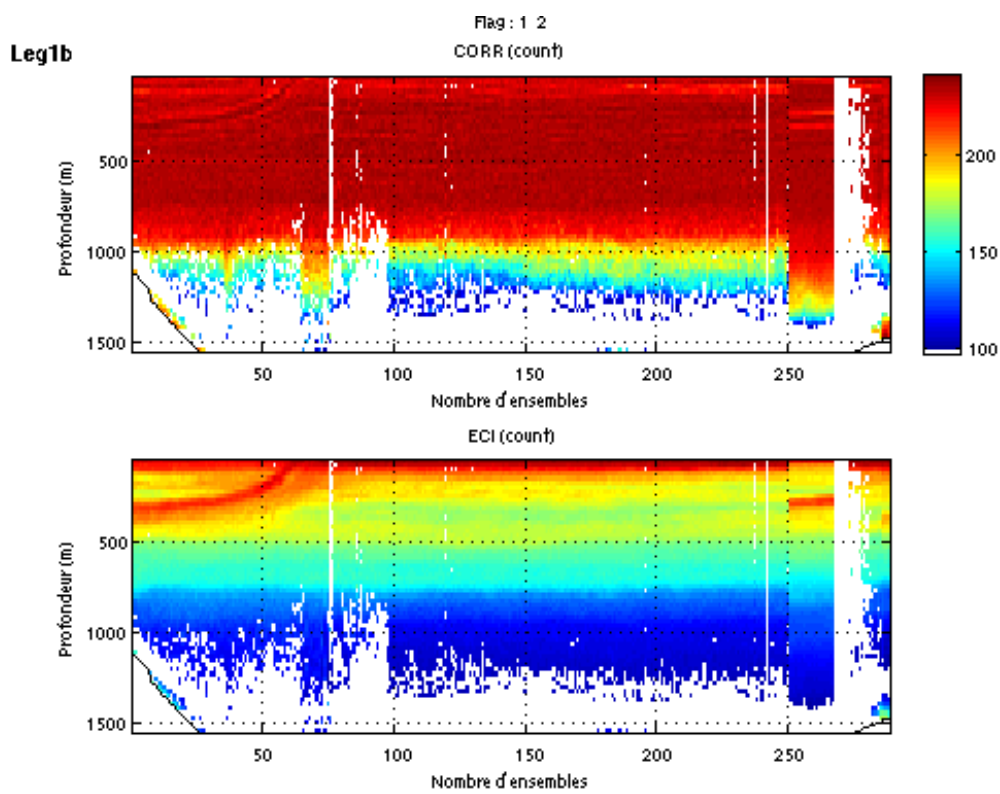 Flag : 1 2
Leg1b
CORR (count)
500
1000
1500
Profondeur (m)
50 100 150 200 250
Nombre d'ensembles
200
150
100
ECI (count)
500
1000
1500
Profondeur (m)
50 100 150 200 250
Nombre d'ensembles